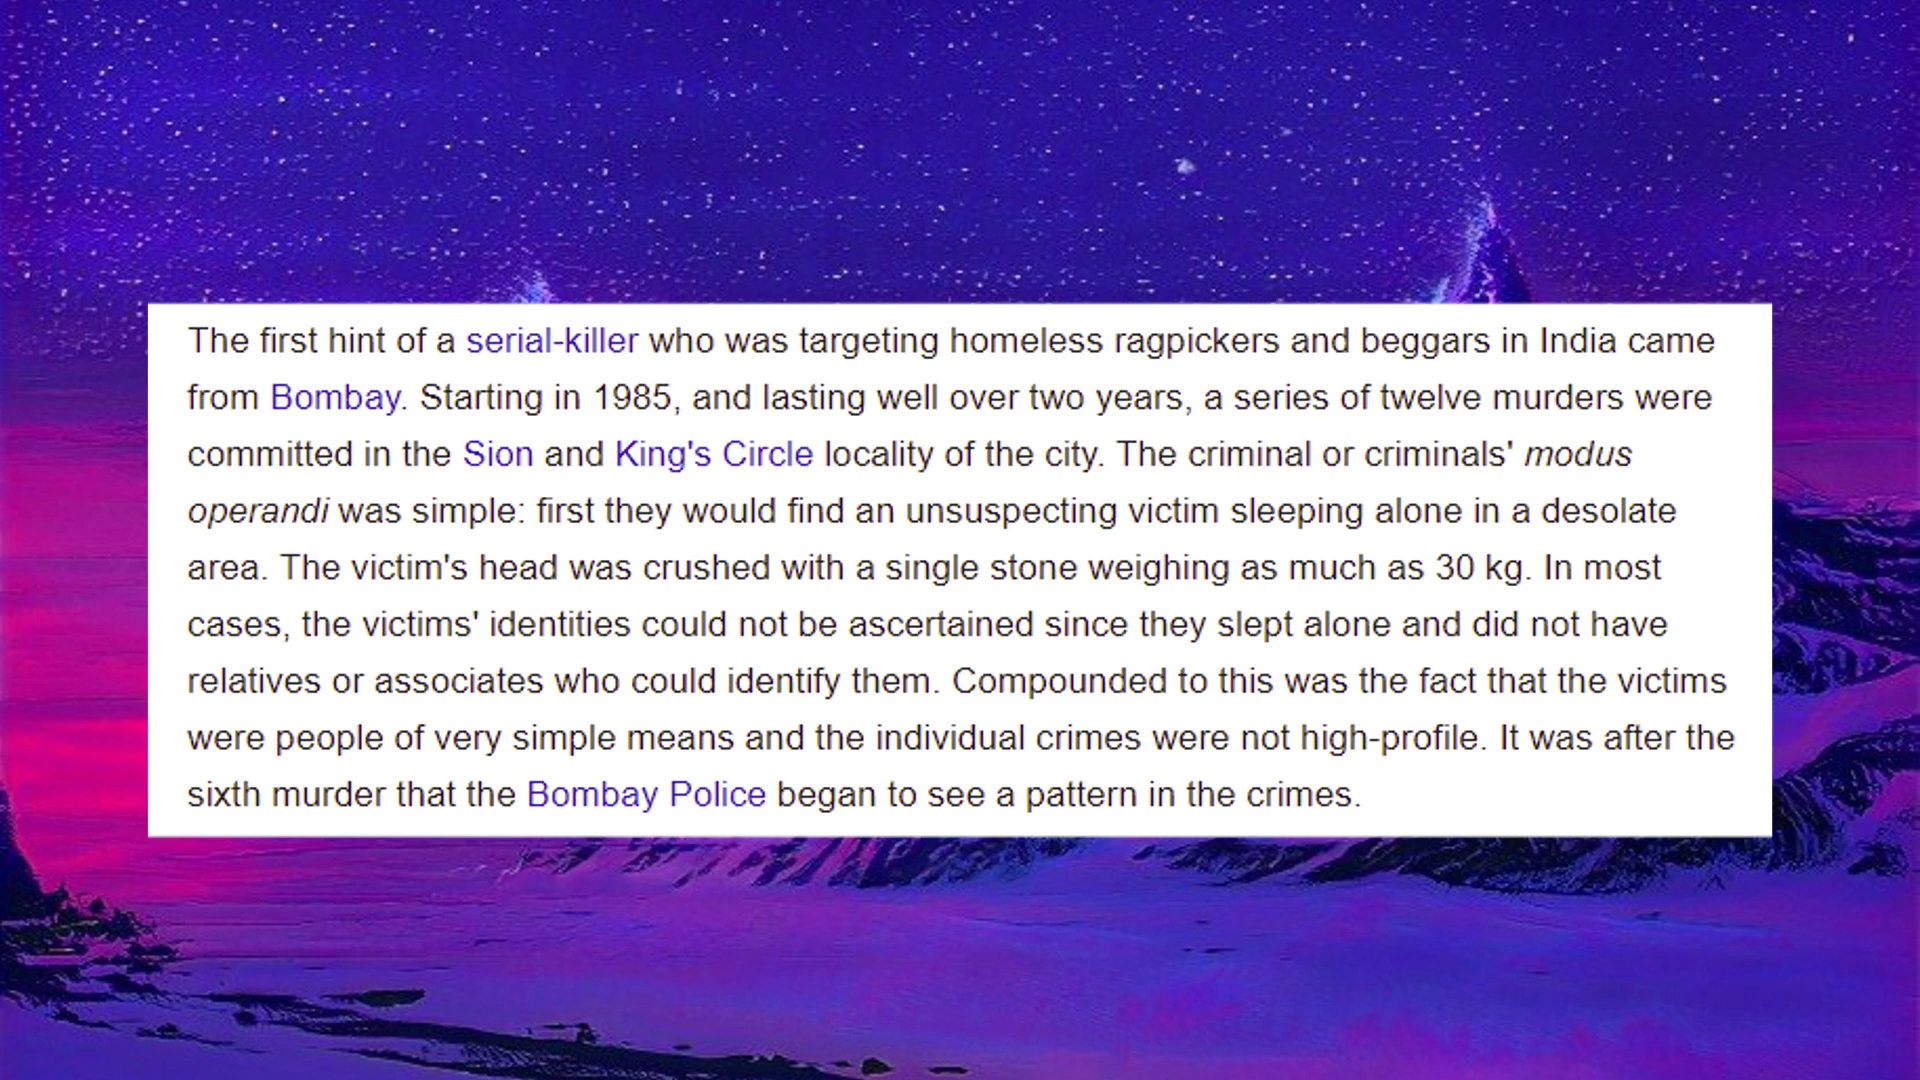 The first hint of a serial-killer who was targeting homeless ragpickers and beggars in India came
from Bombay. Starting in 1985, and lasting well over two years, a series of twelve murders were
committed in the Sion and King's Circle locality of the city. The criminal or criminals' modus
operandi was simple: first they would find an unsuspecting victim sleeping alone in a desolate
area. The victim's head was crushed with a single stone weighing as much as 30 kg. In most
cases, the victims' identities could not be ascertained since they slept alone and did not have
relatives or associates who could identify them. Compounded to this was the fact that the victims
were people of very simple means and the individual crimes were not high-profile. It was after the
sixth murder that the Bombay Police began to see a pattern in the crimes.